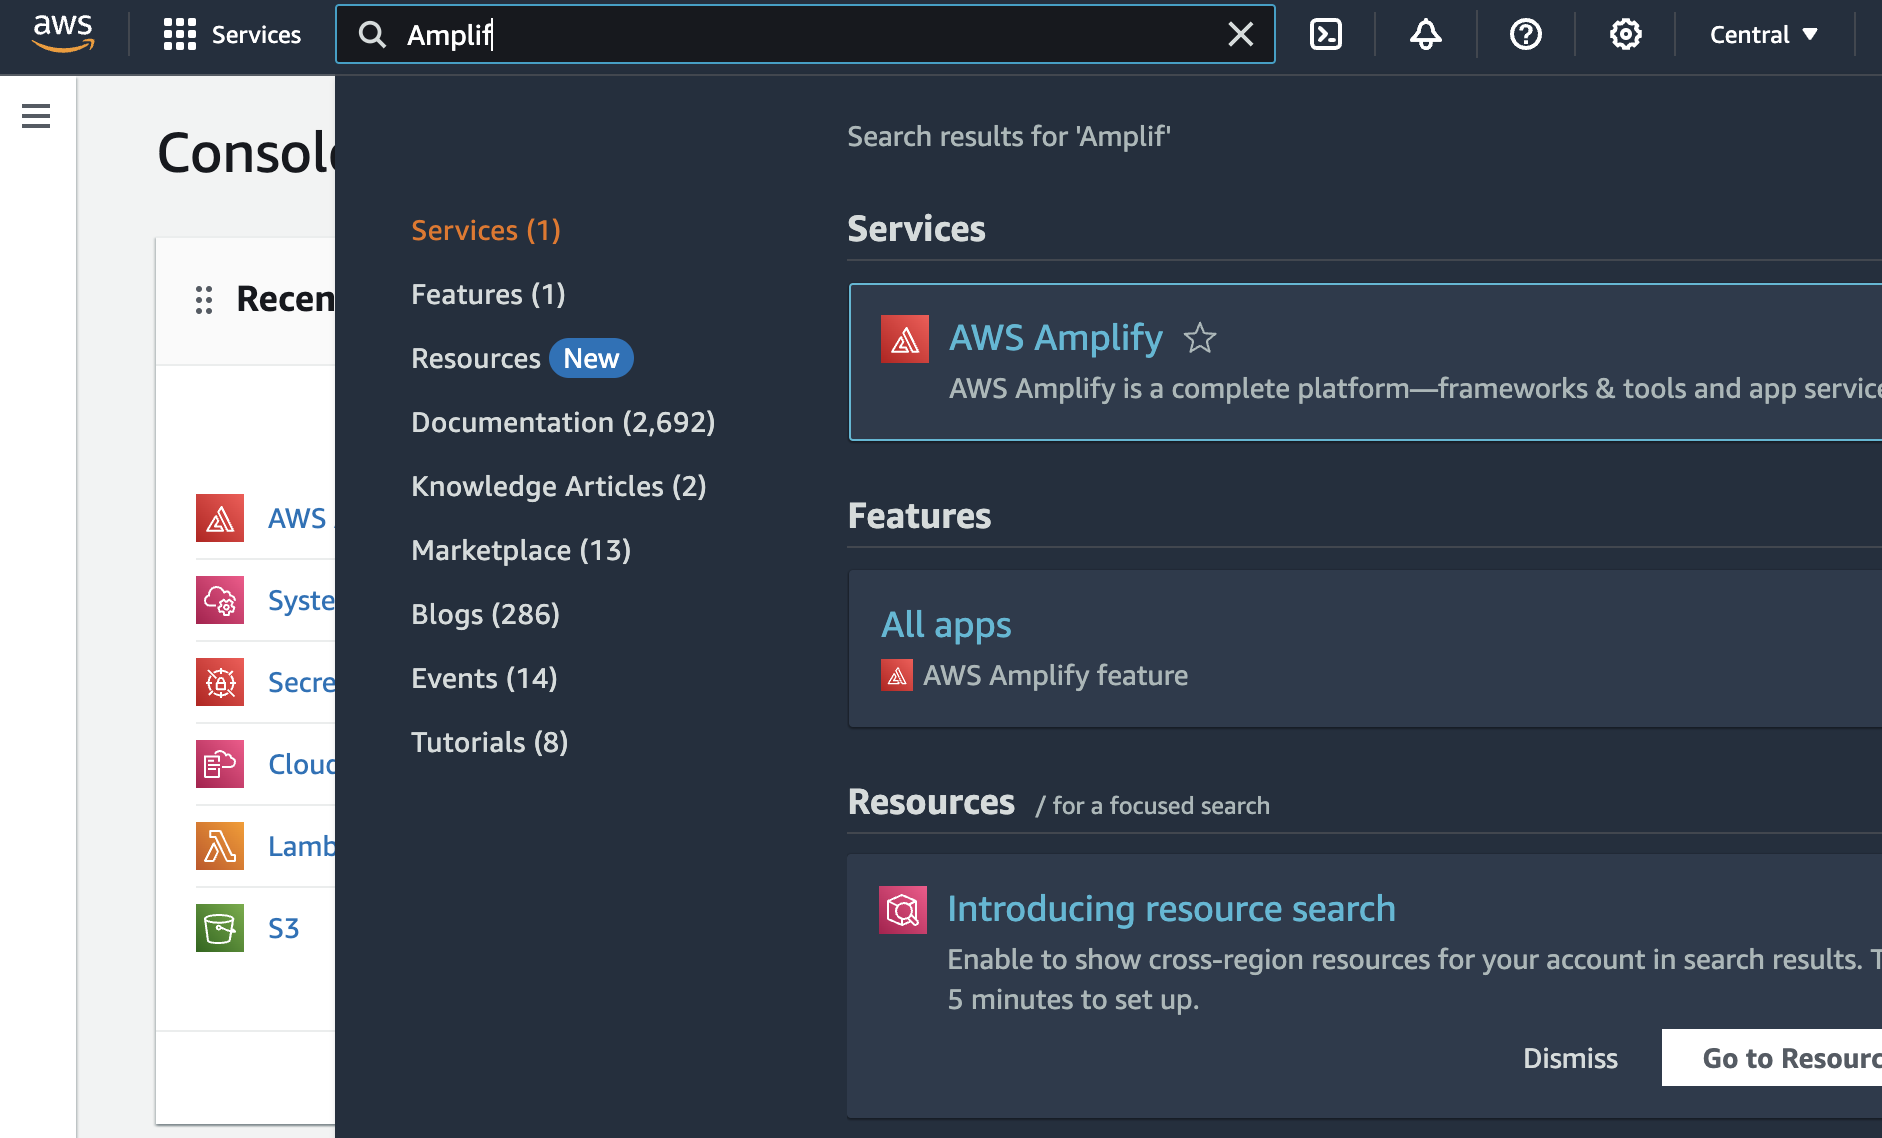 aws
Services
Amplif
Central
Console
Recen
AWS
Syste
Secre
Cloud
Lamb
S3
Services (1)
Features (1)
Resources New
Documentation (2,692)
Knowledge Articles (2)
Marketplace (13)
Blogs (286)
Events (14)
Tutorials (8)
Search results for 'Amplif'
Services
AWS Amplify
AWS Amplify is a complete platform—frameworks & tools and app service
Features
All apps
AWS Amplify feature
Resources / for a focused search
Introducing resource search
Enable to show cross-region resources for your account in search results. T
5 minutes to set up.
Dismiss
Go to Resourc